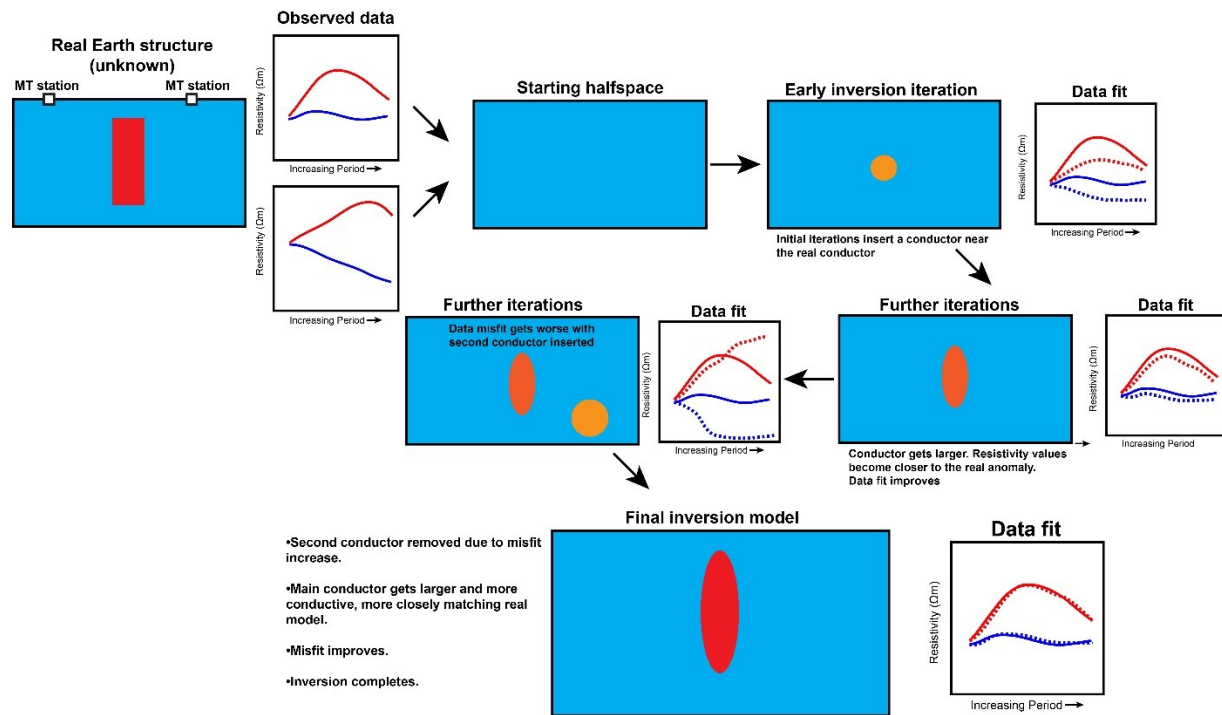 Real Earth structure
(unknown)
MT station
MT station
Observed data
Resistivity (Ωm)
Increasing Period
Resistivity (Ωm)
Increasing Period
Starting halfspace
Early inversion iteration
Initial iterations insert a conductor near
the real conductor
Data fit
Resistivity (Ωm)
Increasing Period
Further iterations
Conductor gets larger. Resistivity values
become closer to the real anomaly.
Data fit improves
Data fit
Resistivity (Ωm)
Increasing Period
Further iterations
Data misfit gets worse with
second conductor inserted
Data fit
Resistivity (Ωm)
Increasing Period
Final inversion model
•Second conductor removed due to misfit
increase.
•Main conductor gets larger and more
conductive, more closely matching real
model.
•Misfit improves.
•Inversion completes.
Data fit
Resistivity (Ωm)
Increasing Period